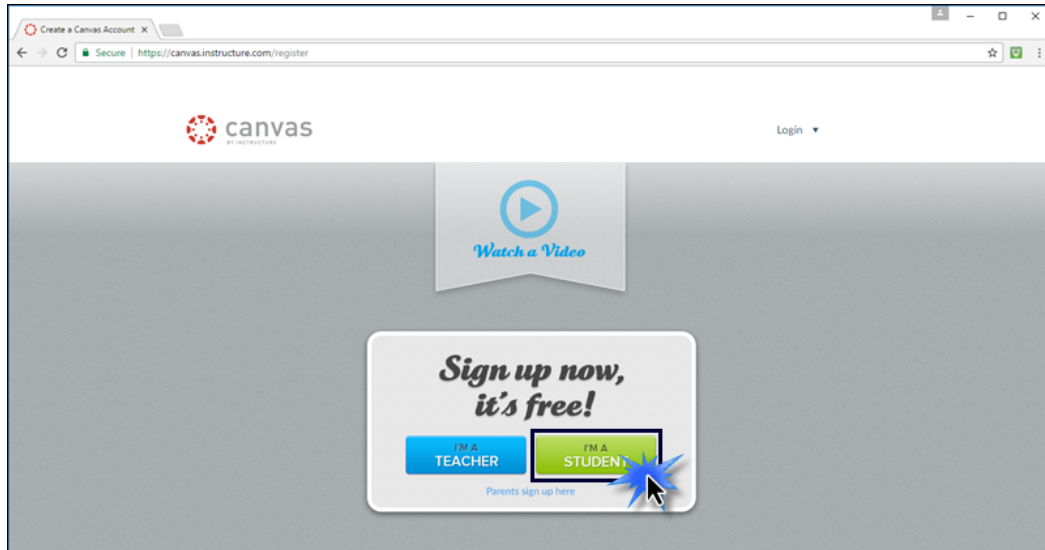 Create a Canvas Account
Secure | https://canvas.instructure.com/register
canvas
BY INSTRUCTURE
Login
Watch a Video
Sign up now,
it's free!
I'M A
TEACHER
I'M A
STUDENT
Parents sign up here